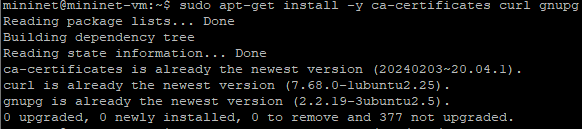 mininet@mininet-vm:~$ sudo apt-get install -y ca-certificates curl gnupg
Reading package lists... Done
Building dependency tree
Reading state information... Done
ca-certificates is already the newest version (20240203~20.04.1).
curl is already the newest version (7.68.0-1ubuntu2.25).
gnupg is already the newest version (2.2.19-3ubuntu2.5).
0 upgraded, 0 newly installed, 0 to remove and 377 not upgraded.